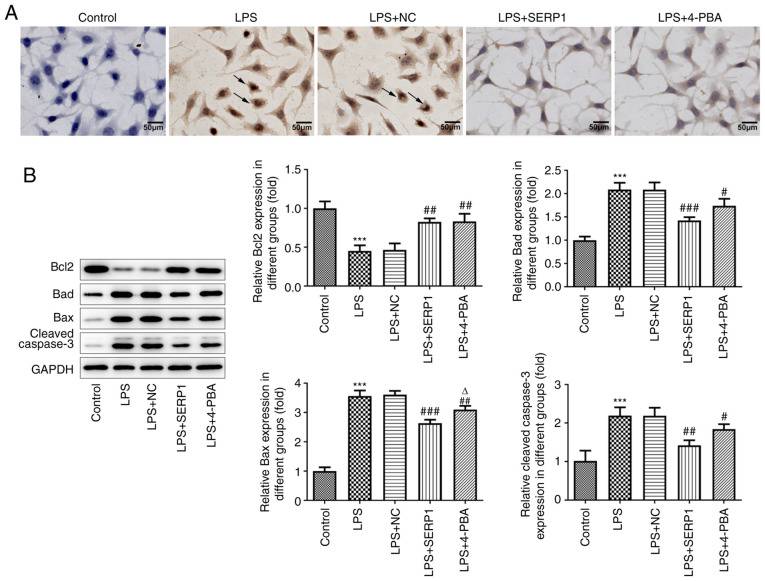 A
Control
LPS
LPS+NC
LPS+SERP1
LPS+4-PBA
50μm
50μm
50μm
50μm
50μm
B
Bcl2
Bad
Bax
Cleaved
caspase-3
GAPDH
Control
LPS
LPS+NC
LPS+SERP1
LPS+4-PBA
Relative Bcl2 expression in
different groups (fold)
1.5
1.0
0.5
0.0
***
##
##
Control
LPS
LPS+NC
LPS+SERP1
LPS+4-PBA
Relative Bad expression in
different groups (fold)
2.5
2.0
1.5
1.0
0.5
0.0
***
###
#
Control
LPS
LPS+NC
LPS+SERP1
LPS+4-PBA
Relative Bax expression in
different groups (fold)
4
3
2
1
0
***
###
Δ
##
Control
LPS
LPS+NC
LPS+SERP1
LPS+4-PBA
Relative cleaved caspase-3
expression in different groups (fold)
3
2
1
0
***
##
#
Control
LPS
LPS+NC
LPS+SERP1
LPS+4-PBA